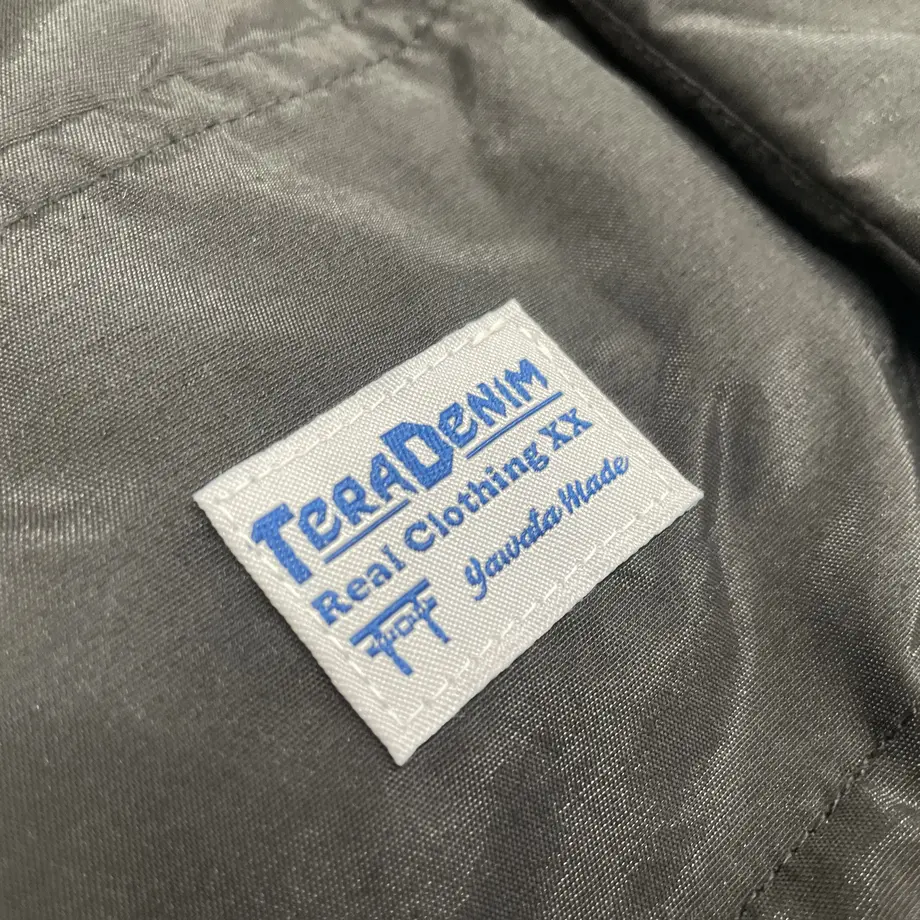 TERADENIM
Real Clothing XX
Yawata Made